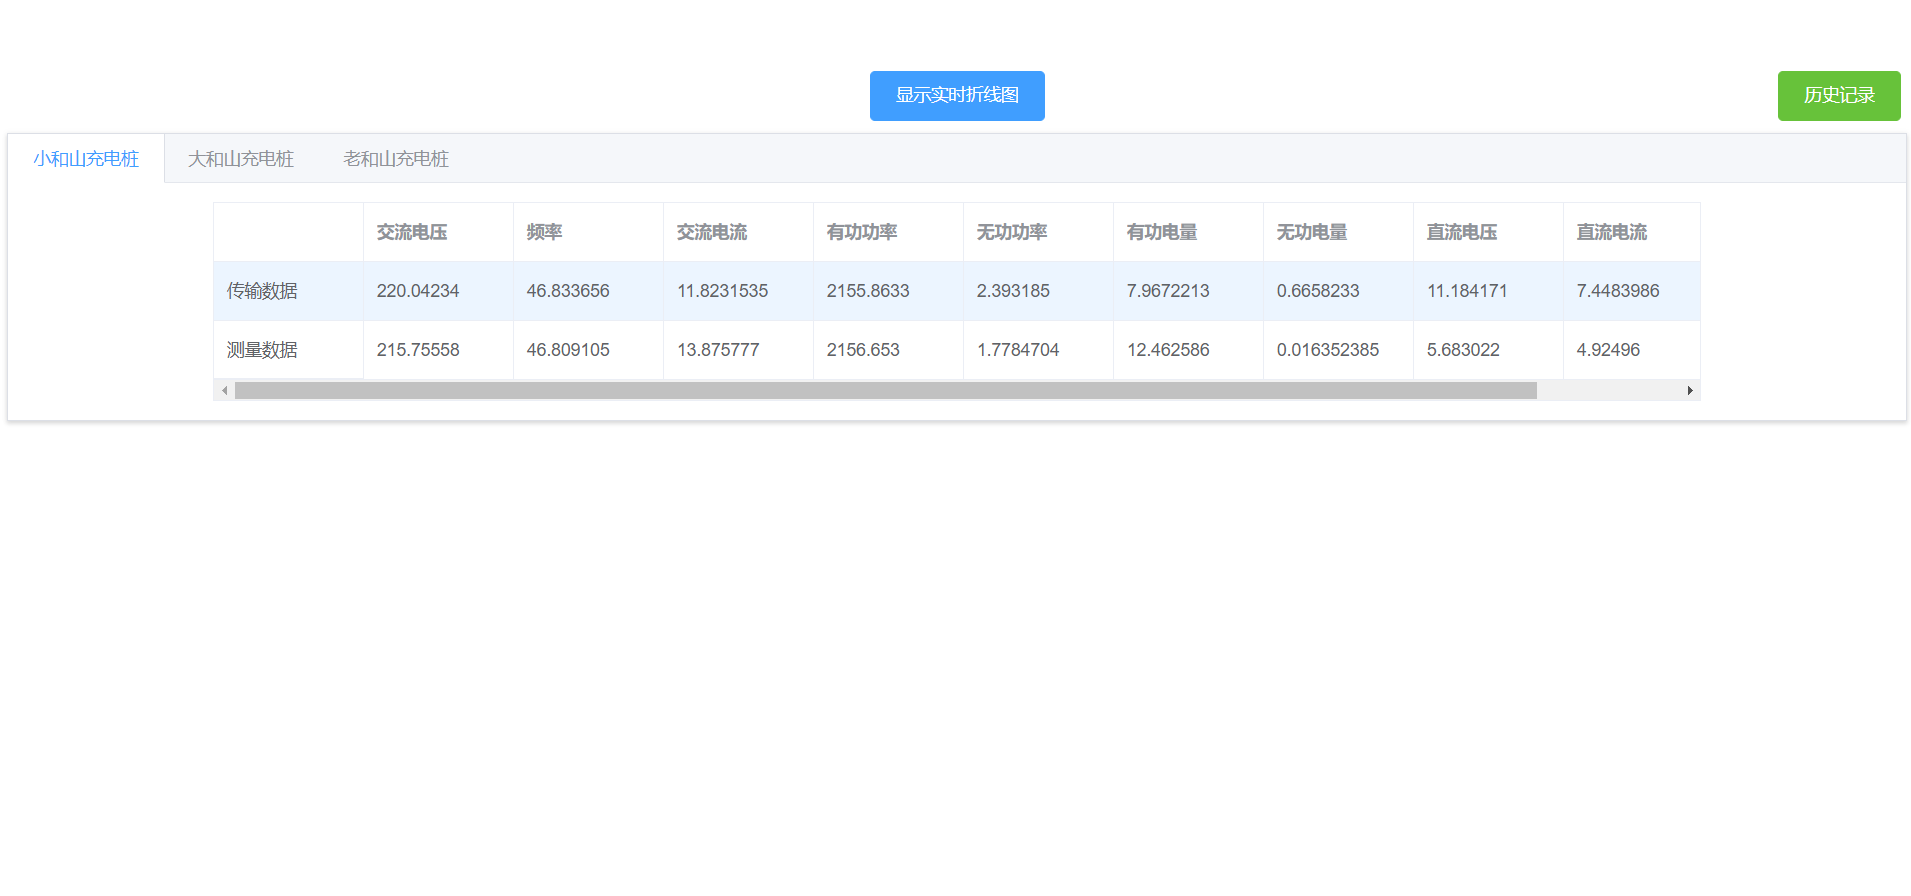 显示实时折线图 历史记录
小和山充电桩 大和山充电桩 老和山充电桩
交流电压 频率 交流电流 有功功率 无功功率 有功电量 无功电量 直流电压 直流电流
传输数据 220.04234 46.833656 11.8231535 2155.8633 2.393185 7.9672213 0.6658233 11.184171 7.4483986
测量数据 215.75558 46.809105 13.875777 2156.653 1.7784704 12.462586 0.016352385 5.683022 4.92496